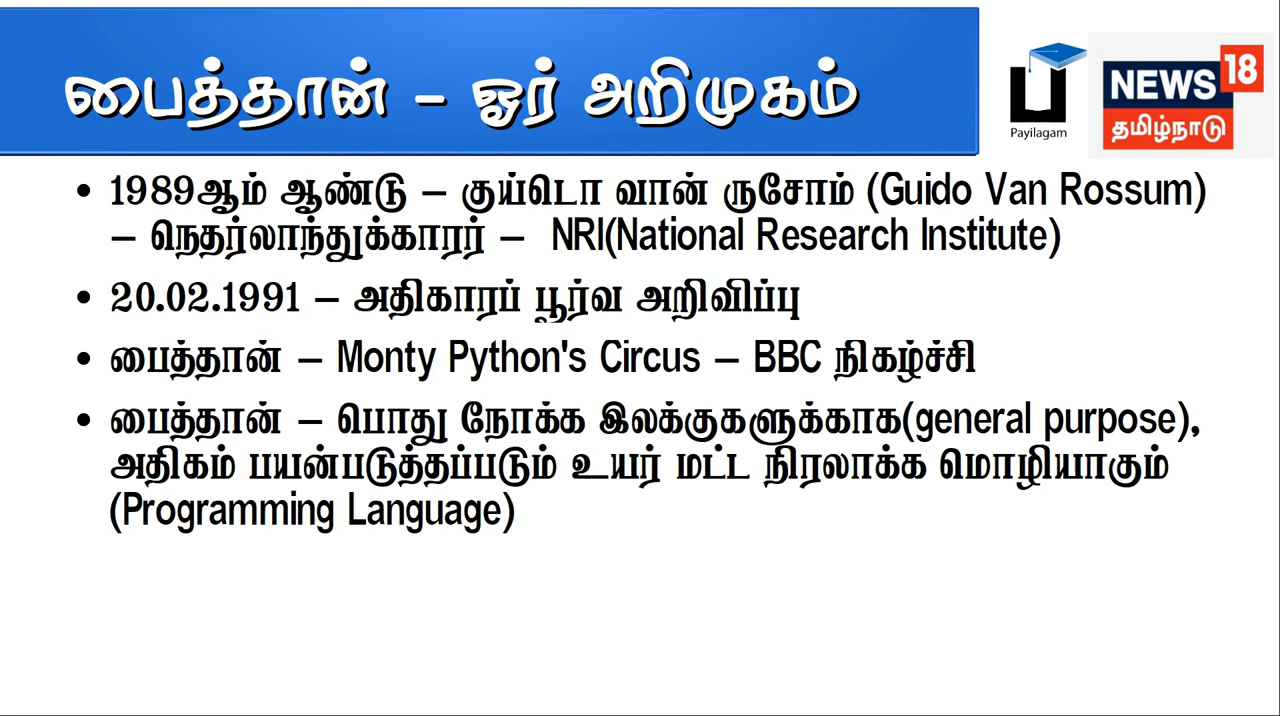 பைத்தான் – ஓர் அறிமுகம்
Payilagam
NEWS 18
தமிழ்நாடு
• 1989ஆம் ஆண்டு – குய்டொ வான் ருசோம் (Guido Van Rossum)
– நெதர்லாந்துக்காரர் – NRI(National Research Institute)
• 20.02.1991 – அதிகாரப் பூர்வ அறிவிப்பு
• பைத்தான் – Monty Python's Circus – BBC நிகழ்ச்சி
• பைத்தான் – பொது நோக்க இலக்குகளுக்காக(general purpose),
அதிகம் பயன்படுத்தப்படும் உயர் மட்ட நிரலாக்க மொழியாகும்
(Programming Language)